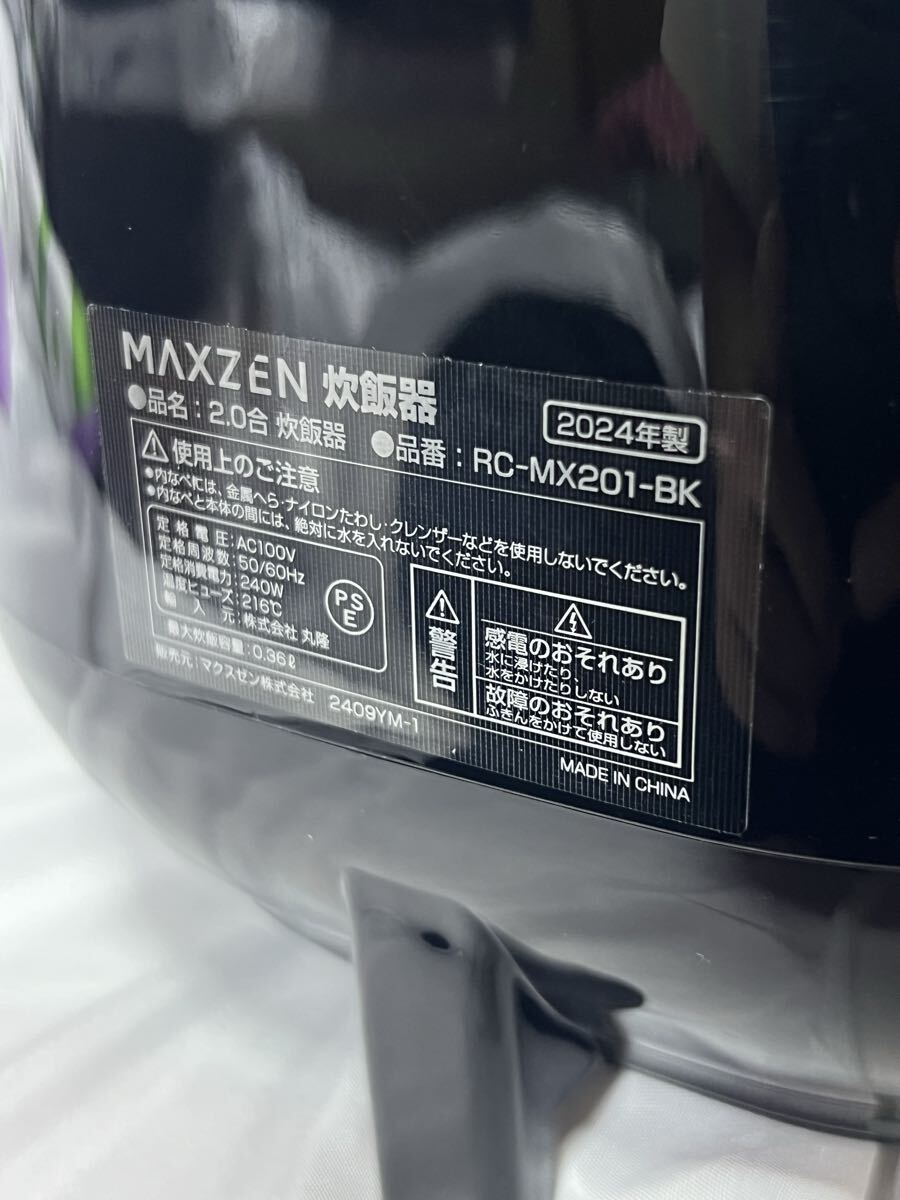 MAXZEN 炊飯器
2024年製
●品名：2.0合 炊飯器 ●品番：RC-MX201-BK
⚠使用上のご注意
●内なべには、金属へら・ナイロンたわし・クレンザーなどを使用しないでください。
●内なべと本体の間には、絶対に水を入れないでください。
定格電圧：AC100V
定格周波数：50/60Hz
定格消費電力：240W
温度ヒューズ：216℃
輸入元：株式会社 丸隆
PS
E
最大炊飯容量：0.36ℓ
販売元：マクスゼン株式会社 2409YM-1
警告
感電のおそれあり
水に浸けたり、
水をかけたりしない
故障のおそれあり
ふきんをかけて使用しない
MADE IN CHINA